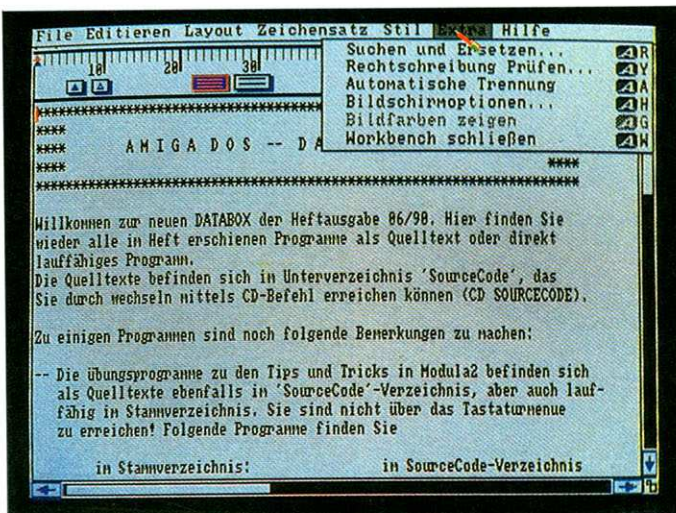 File Editieren Layout Zeichensatz Stil Extra Hilfe
Suchen und Ersetzen... A R
Rechtschreibung Prüfen... A Y
Automatische Trennung A A
Bildschirmoptionen... A H
Bildfarben zeigen A G
Workbench schließen A W
10 20 30
************************************************************
****
**** AMIGA DOS -- DA
**** ****
************************************************************
Willkommen zur neuen DATABOX der Heftausgabe 06/90. Hier finden Sie
wieder alle im Heft erschienen Programme als Quelltext oder direkt
lauffähiges Programm.
Die Quelltexte befinden sich im Unterverzeichnis 'SourceCode', das
Sie durch wechseln mittels CD-Befehl erreichen können (CD SOURCECODE).
Zu einigen Programmen sind noch folgende Bemerkungen zu machen:
-- Die übungsprogramme zu den Tips und Tricks in Modula2 befinden sich
als Quelltexte ebenfalls im 'SourceCode'-Verzeichnis, aber auch lauf-
fähig im Stammverzeichnis. Sie sind nicht über das Tastaturmenue
zu erreichen! Folgende Programme finden Sie
im Stammverzeichnis: im SourceCode-Verzeichnis